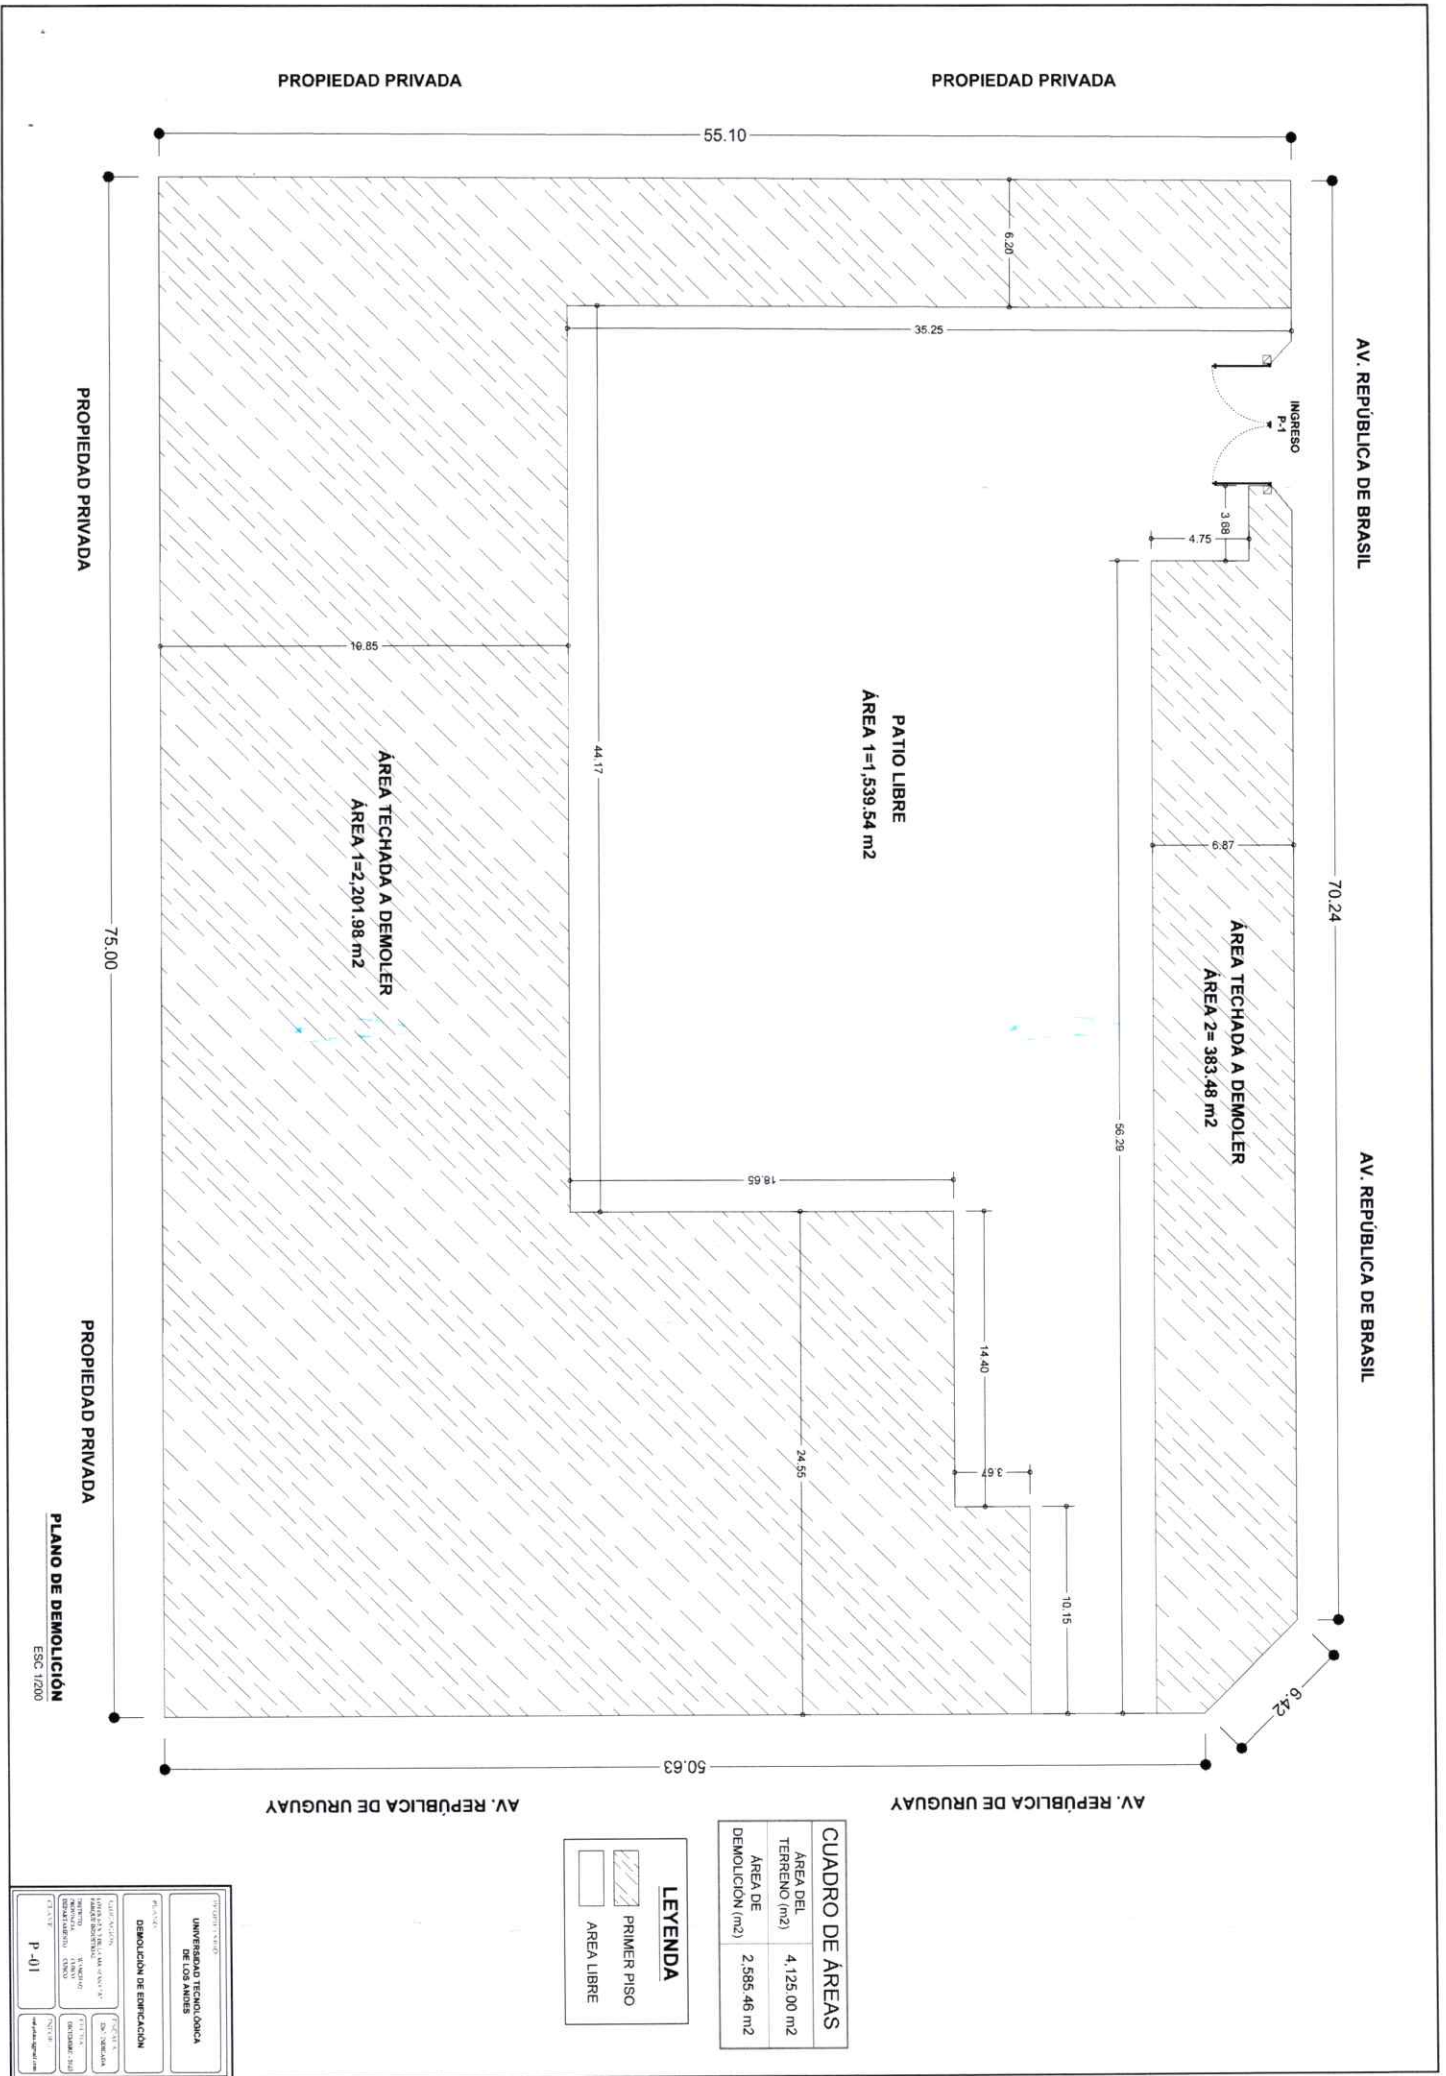 PROPIEDAD PRIVADA
PROPIEDAD PRIVADA
55.10
6.20
35.25
AV. REPÚBLICA DE BRASIL
INGRESO
P-1
3.68
4.75
PROPIEDAD PRIVADA
19.85
44.17
PATIO LIBRE
ÁREA 1=1,539.54 m2
6.87
70.24
ÁREA TECHADA A DEMOLER
ÁREA 1=2,201.98 m2
75.00
ÁREA TECHADA A DEMOLER
ÁREA 2= 383.48 m2
56.29
18.65
AV. REPÚBLICA DE BRASIL
14.40
24.55
3.67
10.15
PROPIEDAD PRIVADA
6.42
PLANO DE DEMOLICIÓN
ESC 1/200
50.63
AV. REPÚBLICA DE URUGUAY
AV. REPÚBLICA DE URUGUAY
CUADRO DE ÁREAS
ÁREA DEL
TERRENO (m2)
4,125.00 m2
ÁREA DE
DEMOLICIÓN (m2)
2,585.46 m2
LEYENDA
PRIMER PISO
AREA LIBRE
UNIVERSIDAD TECNOLÓGICA
DE LOS ANDES
DEMOLICIÓN DE EDIFICACIÓN
P -01